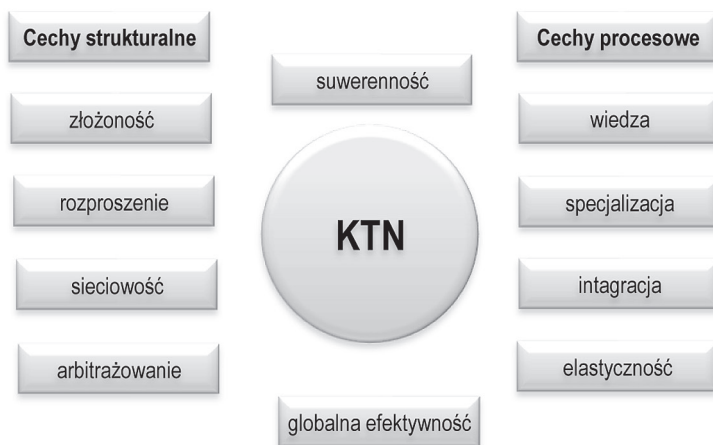 Cechy strukturalne
złożoność
rozproszenie
sieciowość
arbitrażowanie
suwerenność
KTN
globalna efektywność
Cechy procesowe
wiedza
specjalizacja
intagracja
elastyczność